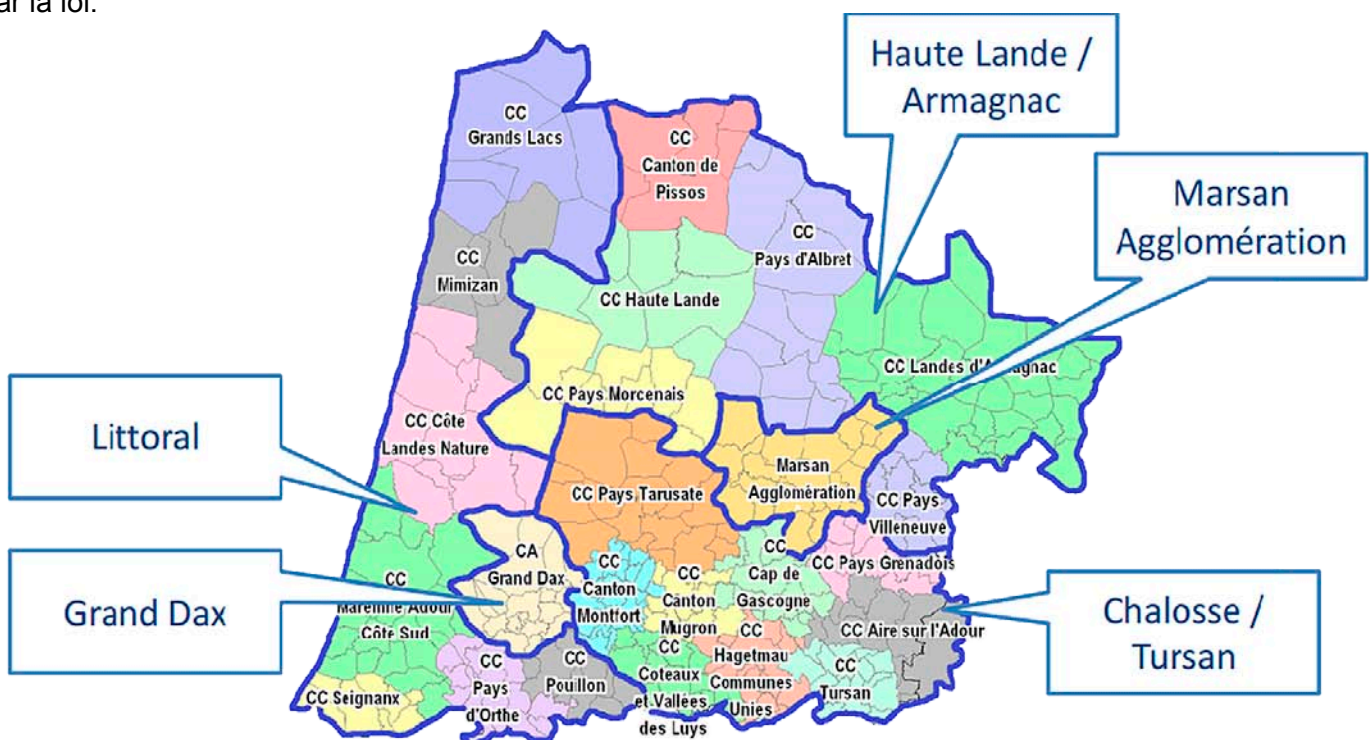 ar la loi.
Haute Lande /
Armagnac
Marsan
Agglomération
Littoral
Grand Dax
Chalosse /
Tursan
CC
Grands Lacs
CC
Canton de
Pissos
CC
Pays d'Albret
CC
Mimizan
CC Haute Lande
CC Landes d'Armagnac
CC Pays Morcenais
CC Côte
Landes Nature
Marsan
Agglomération
CC Pays Tarusate
CC Pays
Villeneuve
CA
Grand Dax
CC
Canton
Montfort
CC
Canton
Mugron
CC
Cap de
Gascogne
CC Pays Grenadois
CC
Maremne Adour
Côte Sud
CC Aire sur l'Adour
CC
Hagetmau
Communes
Unies
CC
Tursan
CC
Coteaux
et Vallées
des Luys
CC
Pouillon
CC
Pays
d'Orthe
CC Seignanx